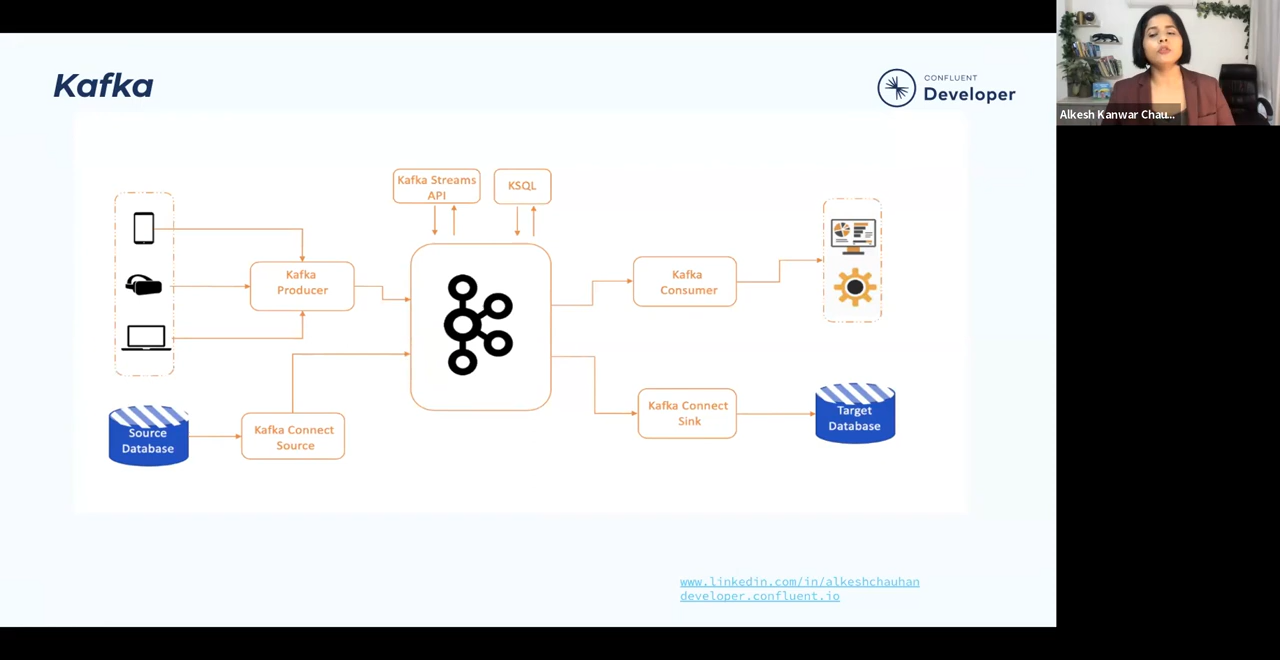 Kafka
CONFLUENT
Developer
Alkesh Kanwar Chau...
Kafka Streams
API
KSQL
Kafka
Producer
Kafka
Consumer
Source
Database
Kafka Connect
Source
Kafka Connect
Sink
Target
Database
www.linkedin.com/in/alkeshchauhan
developer.confluent.io